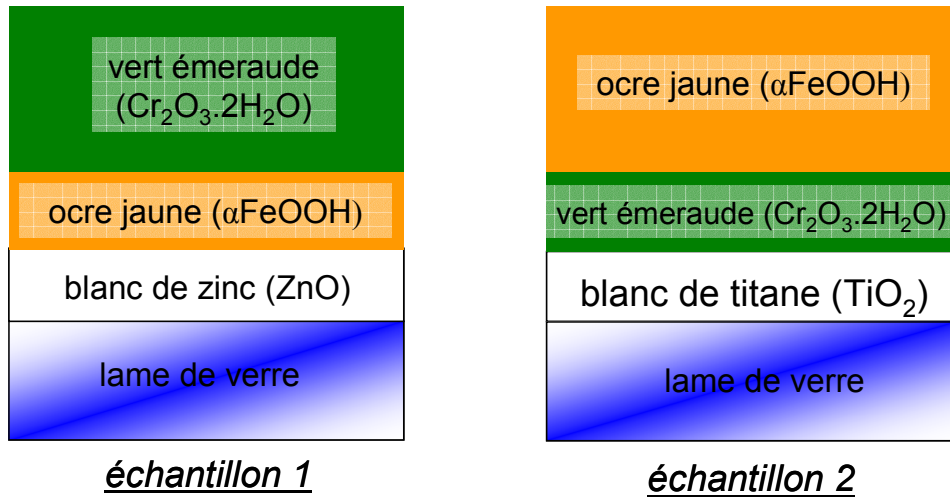 vert émeraude
(Cr₂O₃.2H₂O)
ocre jaune (αFeOOH)
blanc de zinc (ZnO)
lame de verre
échantillon 1
ocre jaune (αFeOOH)
vert émeraude (Cr₂O₃.2H₂O)
blanc de titane (TiO₂)
lame de verre
échantillon 2